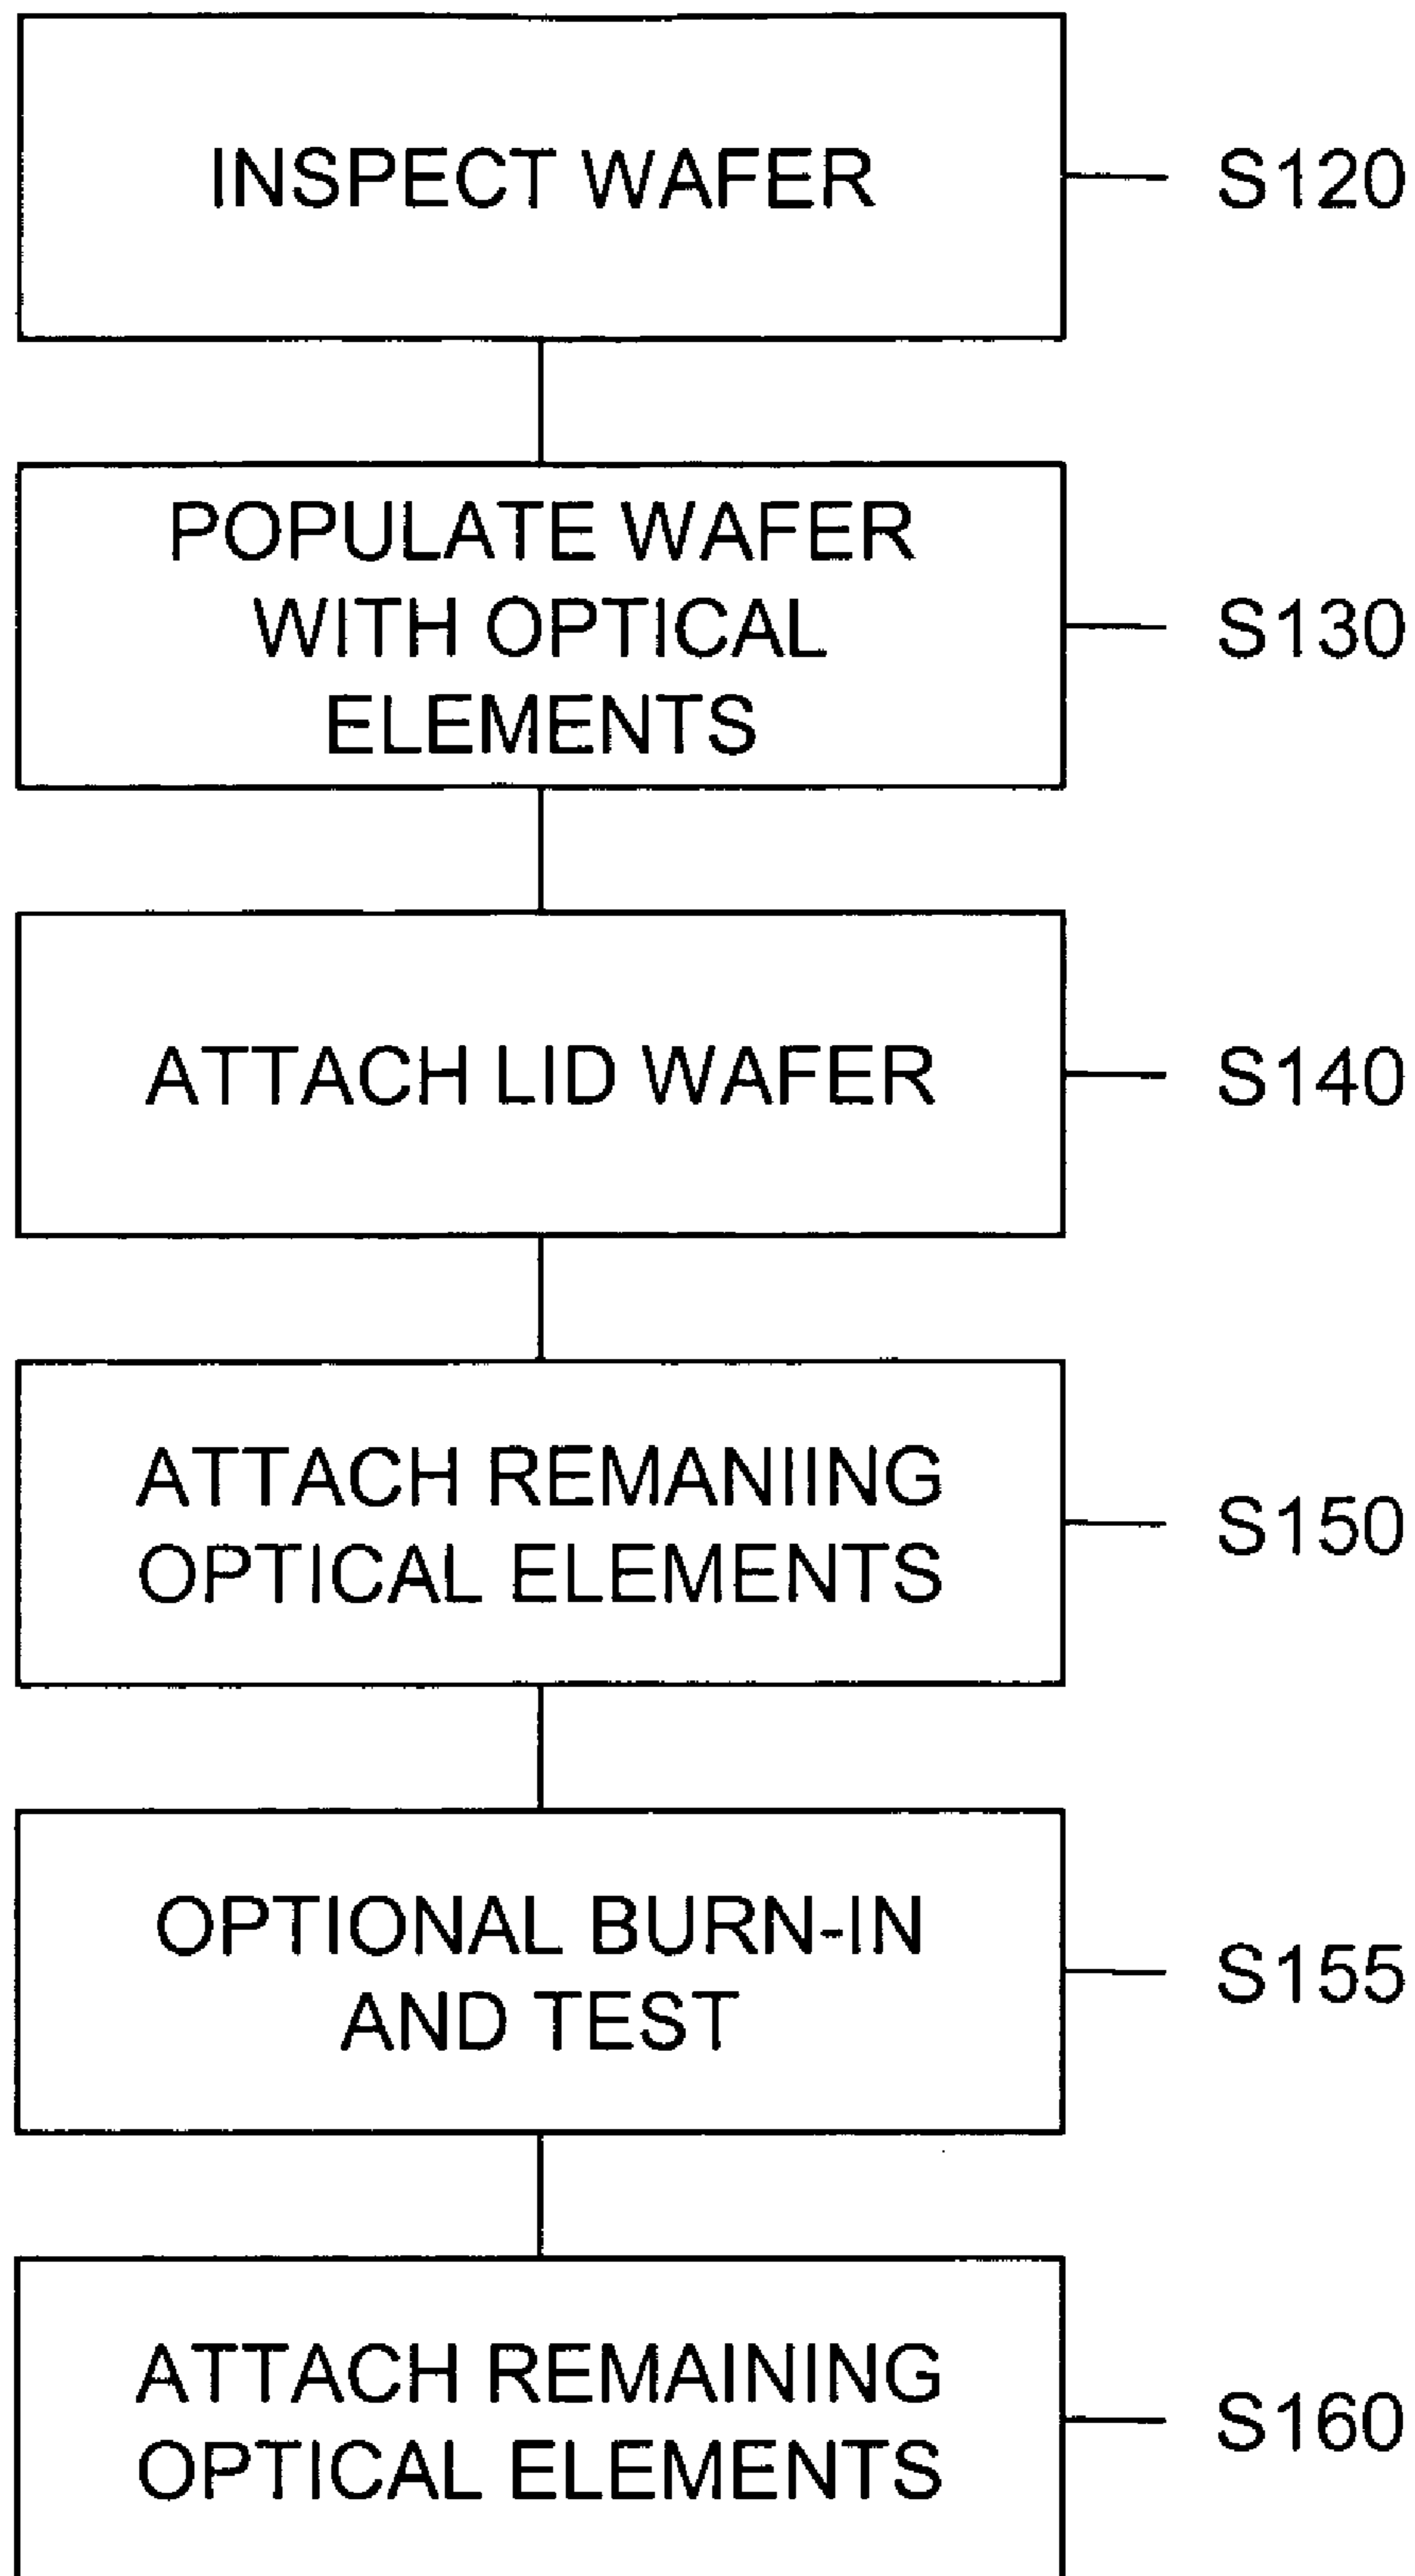 INSPECT WAFER
S120
POPULATE WAFER
WITH OPTICAL
ELEMENTS
S130
ATTACH LID WAFER
S140
ATTACH REMANIING
OPTICAL ELEMENTS
S150
OPTIONAL BURN-IN
AND TEST
S155
ATTACH REMAINING
OPTICAL ELEMENTS
S160